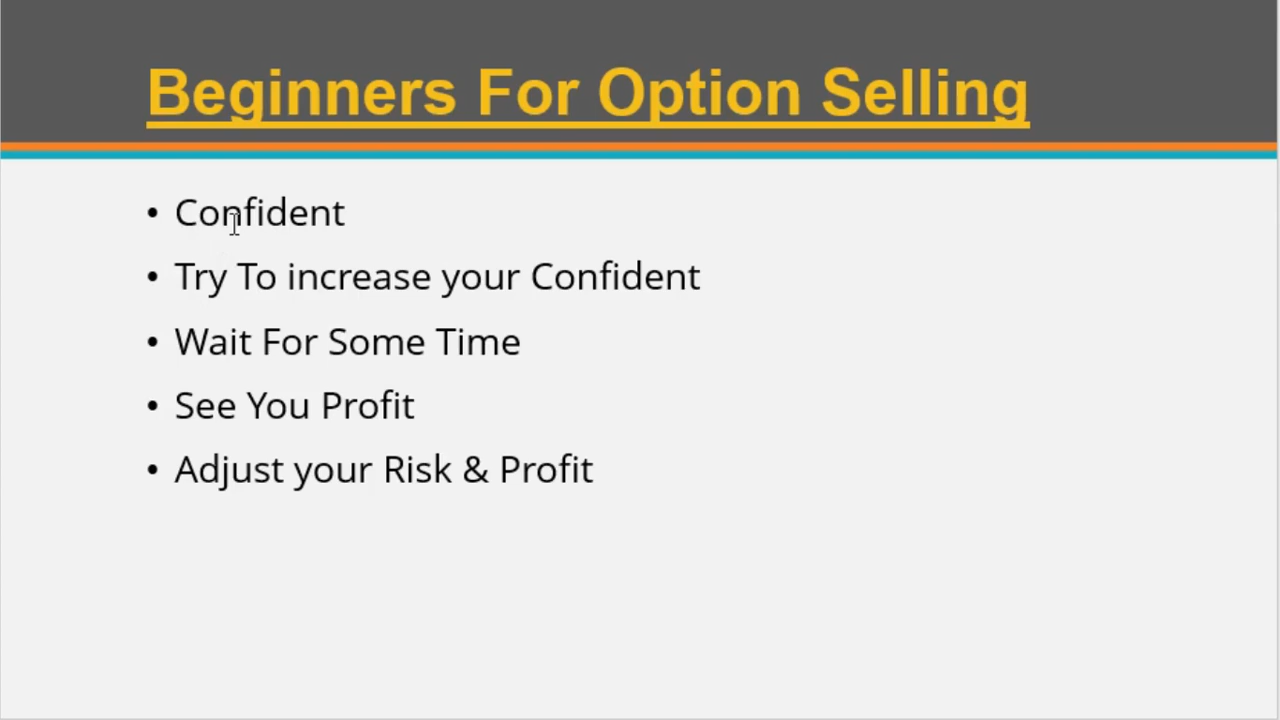 Beginners For Option Selling
• Confident
• Try To increase your Confident
• Wait For Some Time
• See You Profit
• Adjust your Risk & Profit